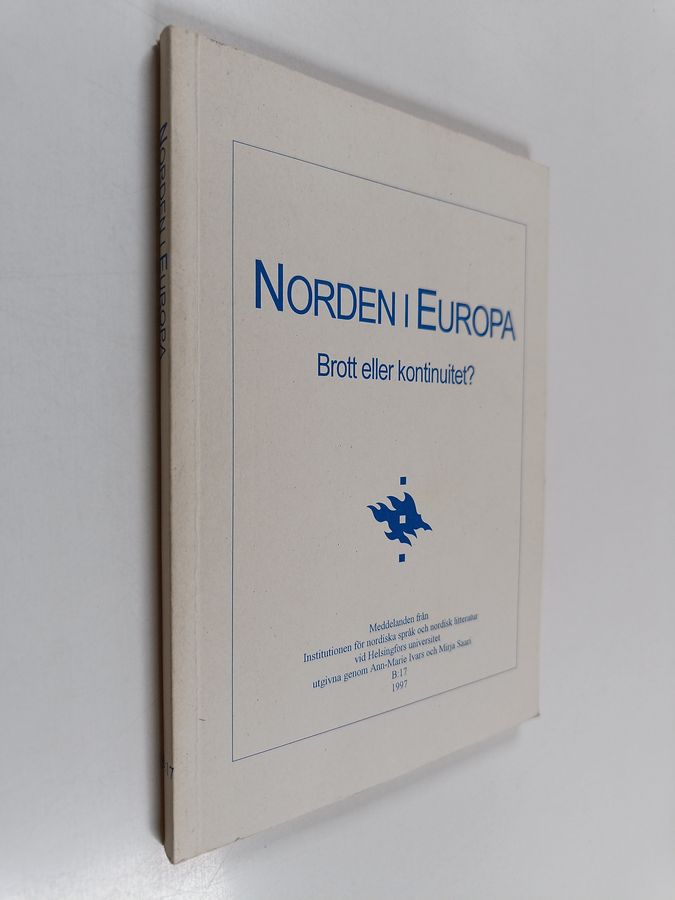 NORDEN I EUROPA
Brott eller kontinuitet?
Meddelanden från
Institutionen för nordiska språk och nordisk litteratur
vid Helsingfors universitet
utgivna genom Ann-Marie Ivars och Mirja Saari
B:17
1997
NORDEN I EUROPA